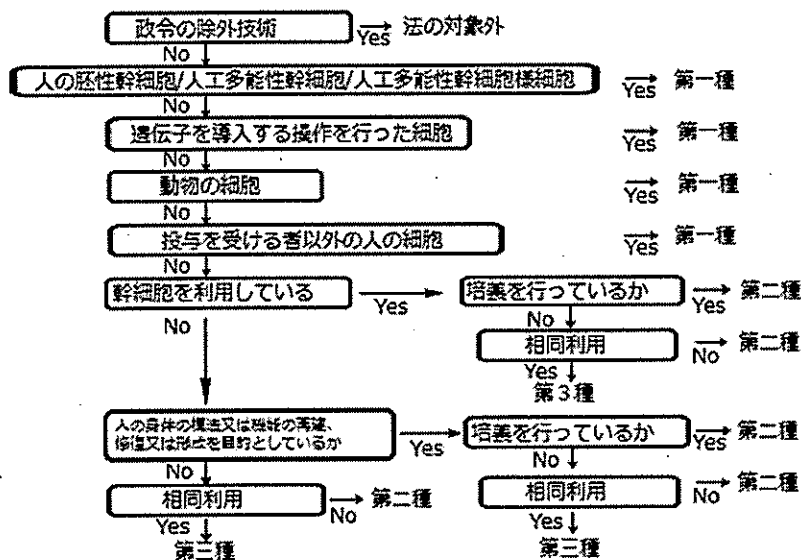 政令の除外技術
Yes
法の対象外
No
人の胚性幹細胞/人工多能性幹細胞/人工多能性幹細胞様細胞
Yes
第一種
No
遺伝子を導入する操作を行った細胞
Yes
第一種
No
動物の細胞
Yes
第一種
No
投与を受ける者以外の人の細胞
Yes
第一種
No
幹細胞を利用している
Yes
培養を行っているか
Yes
第二種
No
No
相同利用
No
第二種
Yes
第3種
人の身体の構造又は機能の再建、
修復又は形成を目的としているか
Yes
培養を行っているか
Yes
第二種
No
No
相同利用
No
第二種
相同利用
No
第二種
Yes
第三種
Yes
第三種